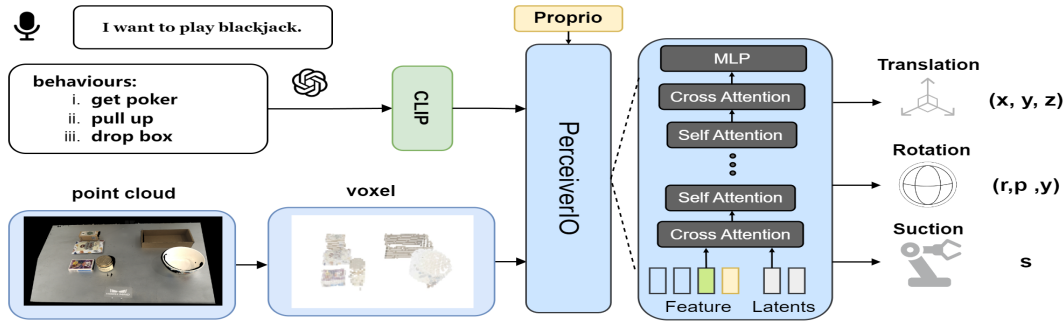 I want to play blackjack.
behaviours:
i. get poker
ii. pull up
iii. drop box
CLIP
Proprio
PerceiverIO
point cloud
voxel
MLP
Cross Attention
Self Attention
Self Attention
Cross Attention
Feature
Latents
Translation
(x, y, z)
Rotation
(r,p ,y)
Suction
s